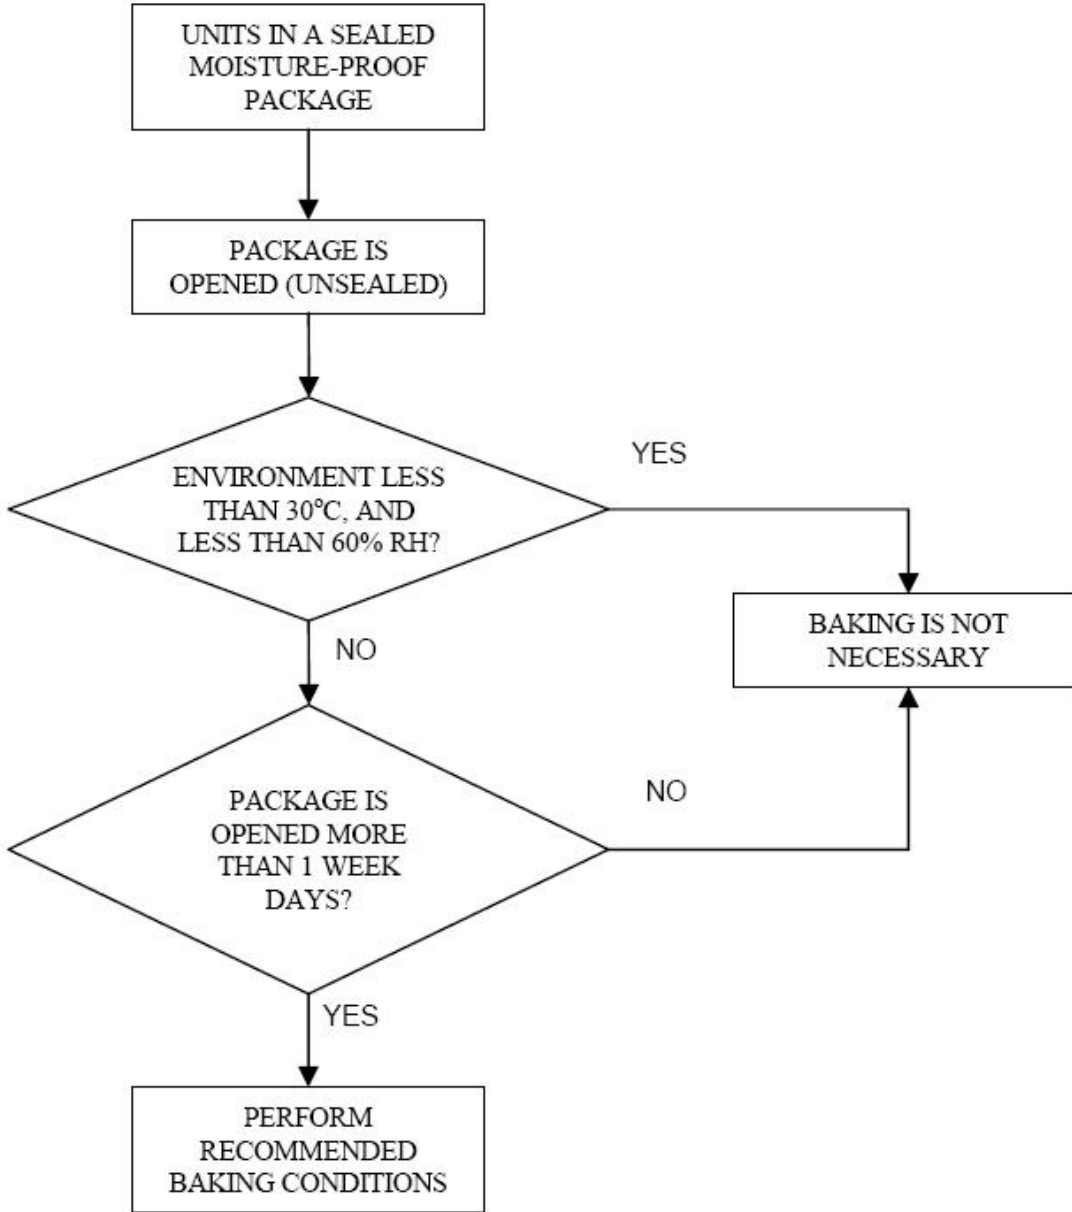 UNITS IN A SEALED
MOISTURE-PROOF
PACKAGE
PACKAGE IS
OPENED (UNSEALED)
ENVIRONMENT LESS
THAN 30°C, AND
LESS THAN 60% RH?
YES
BAKING IS NOT
NECESSARY
NO
PACKAGE IS
OPENED MORE
THAN 1 WEEK
DAYS?
NO
YES
PERFORM
RECOMMENDED
BAKING CONDITIONS